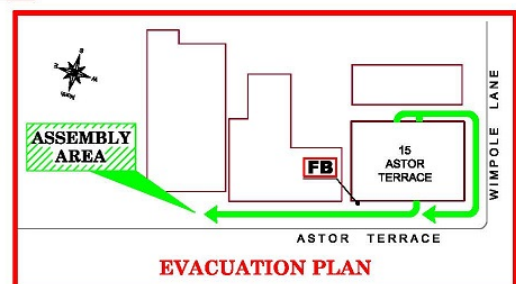 ASSEMBLY
AREA
FB
15
ASTOR
TERRACE
WIMPOLE LANE
ASTOR TERRACE
EVACUATION PLAN